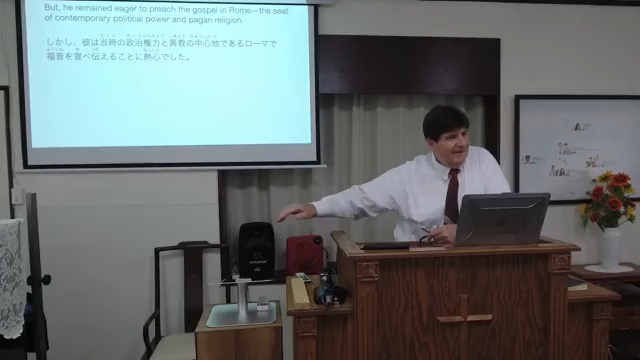 But, he remained eager to preach the gospel in Rome—the seat
of contemporary political power and pagan religion.
しかし、彼は当時の政治権力と異教の中心地であるローマで
福音を宣べ伝えることに熱心でした。